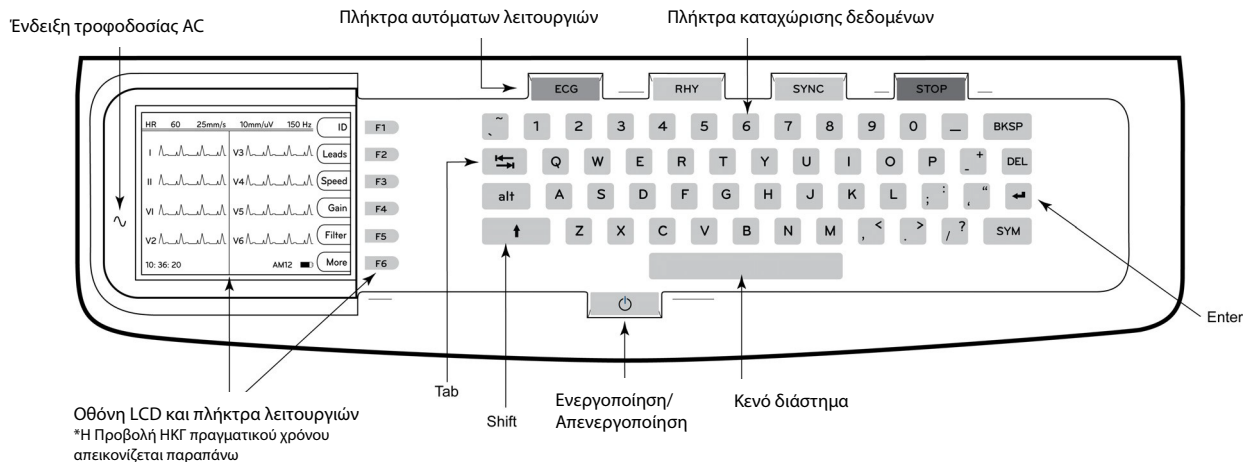 Ένδειξη τροφοδοσίας AC
Πλήκτρα αυτόματων λειτουργιών
Πλήκτρα καταχώρισης δεδομένων
ECG RHY SYNC STOP
HR 60 25mm/s 10mm/uV 150 Hz ID F1
I V3 Leads F2
II V4 Speed F3
VI V5 Gain F4
V2 V6 Filter F5
10: 36: 20 AM12 More F6
` ~ 1 2 3 4 5 6 7 8 9 0 _ BKSP
Q W E R T Y U I O P - + DEL
alt A S D F G H J K L ; : ‘ “
Z X C V B N M , < . > / ? SYM
Enter
Tab
Shift
Ενεργοποίηση/
Απενεργοποίηση
Κενό διάστημα
Οθόνη LCD και πλήκτρα λειτουργιών
*Η Προβολή ΗΚΓ πραγματικού χρόνου
απεικονίζεται παραπάνω